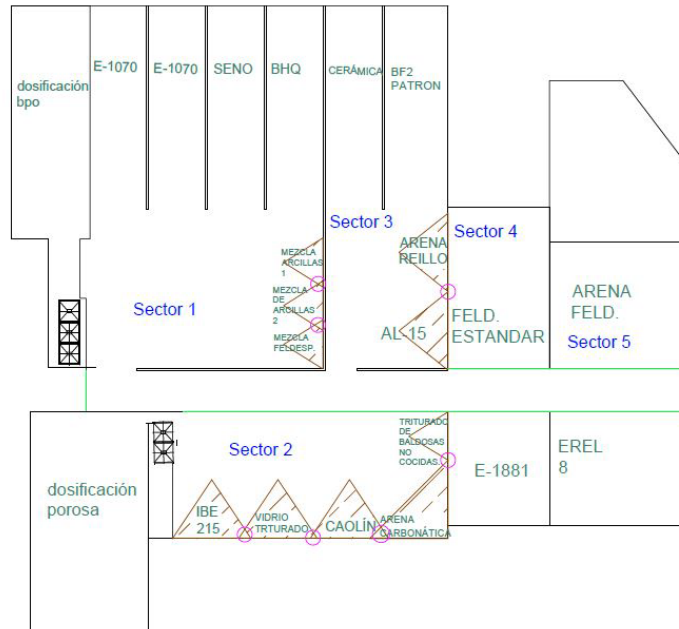 dosificación
bpo
E-1070
E-1070
SENO
BHQ
CERÁMICA
BF2
PATRON
Sector 3
Sector 4
MEZCLA
ARCILLAS
1
ARENA
REILLO
MEZCLA
DE
ARCILLAS
2
Sector 1
MEZCLA
FELDESP.
AL-15
FELD.
ESTANDAR
ARENA
FELD.
Sector 5
Sector 2
TRITURADO
DE
BALDOSAS
NO
COCIDAS.
E-1881
EREL
8
dosificación
porosa
IBE
215
VIDRIO
TRTURADO
CAOLÍN
ARENA
CARBONÁTICA